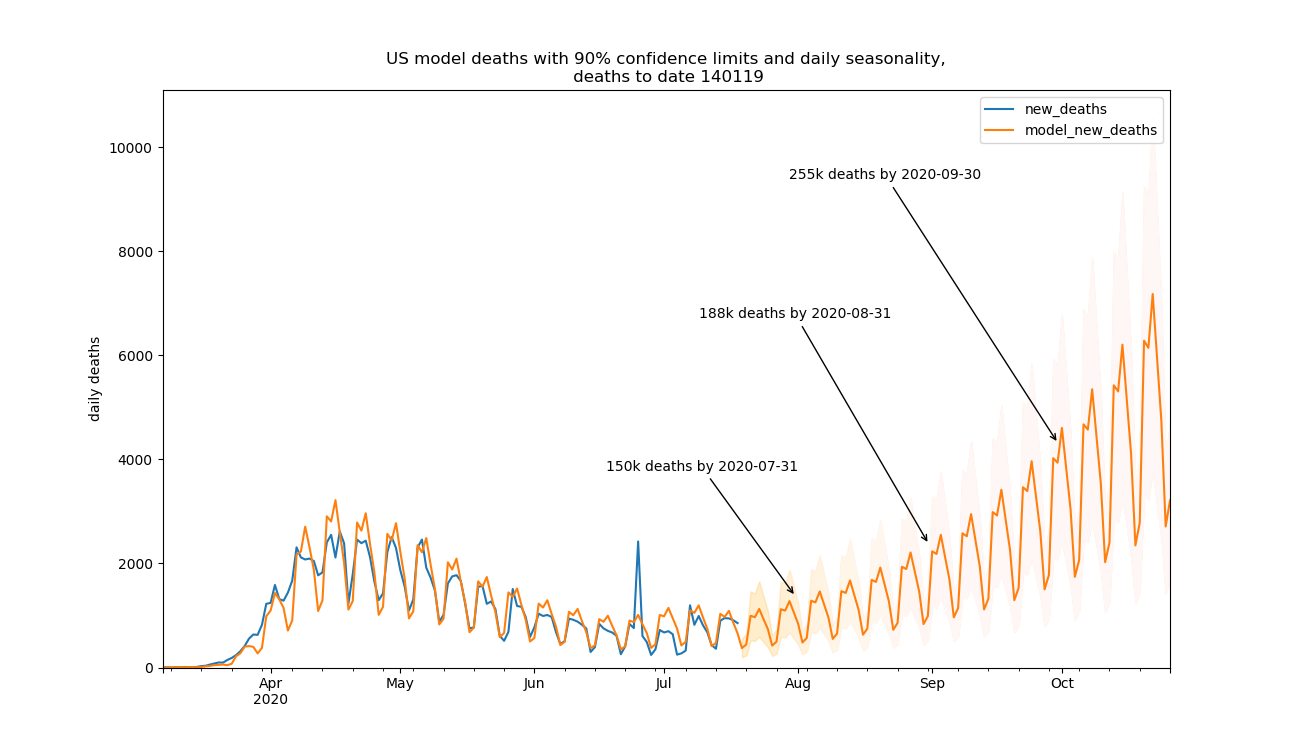 US model deaths with 90% confidence limits and daily seasonality,
deaths to date 140119
new_deaths
model_new_deaths
10000
8000
6000
4000
2000
0
daily deaths
255k deaths by 2020-09-30
188k deaths by 2020-08-31
150k deaths by 2020-07-31
Apr
2020
May
Jun
Jul
Aug
Sep
Oct